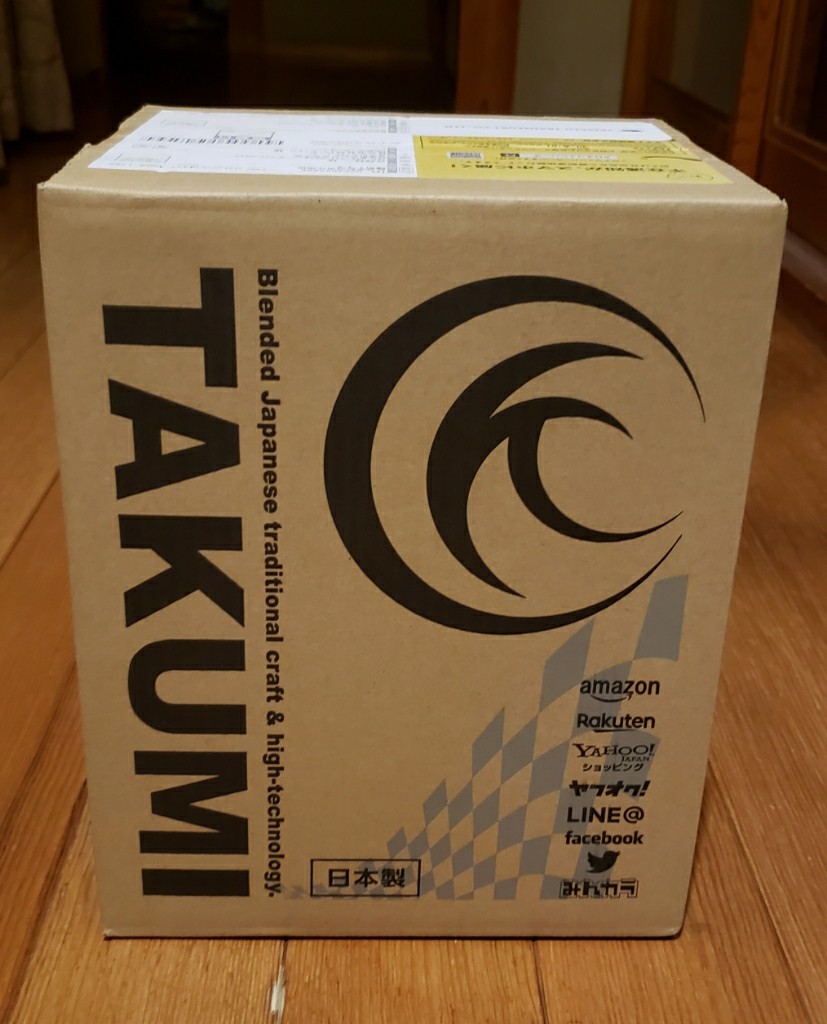 TAKUMI
Blended Japanese traditional craft & high-technology.
amazon
Rakuten
YAHOO!
JAPAN
ショッピング
ヤフオク!
LINE@
facebook
みんカラ
日本製